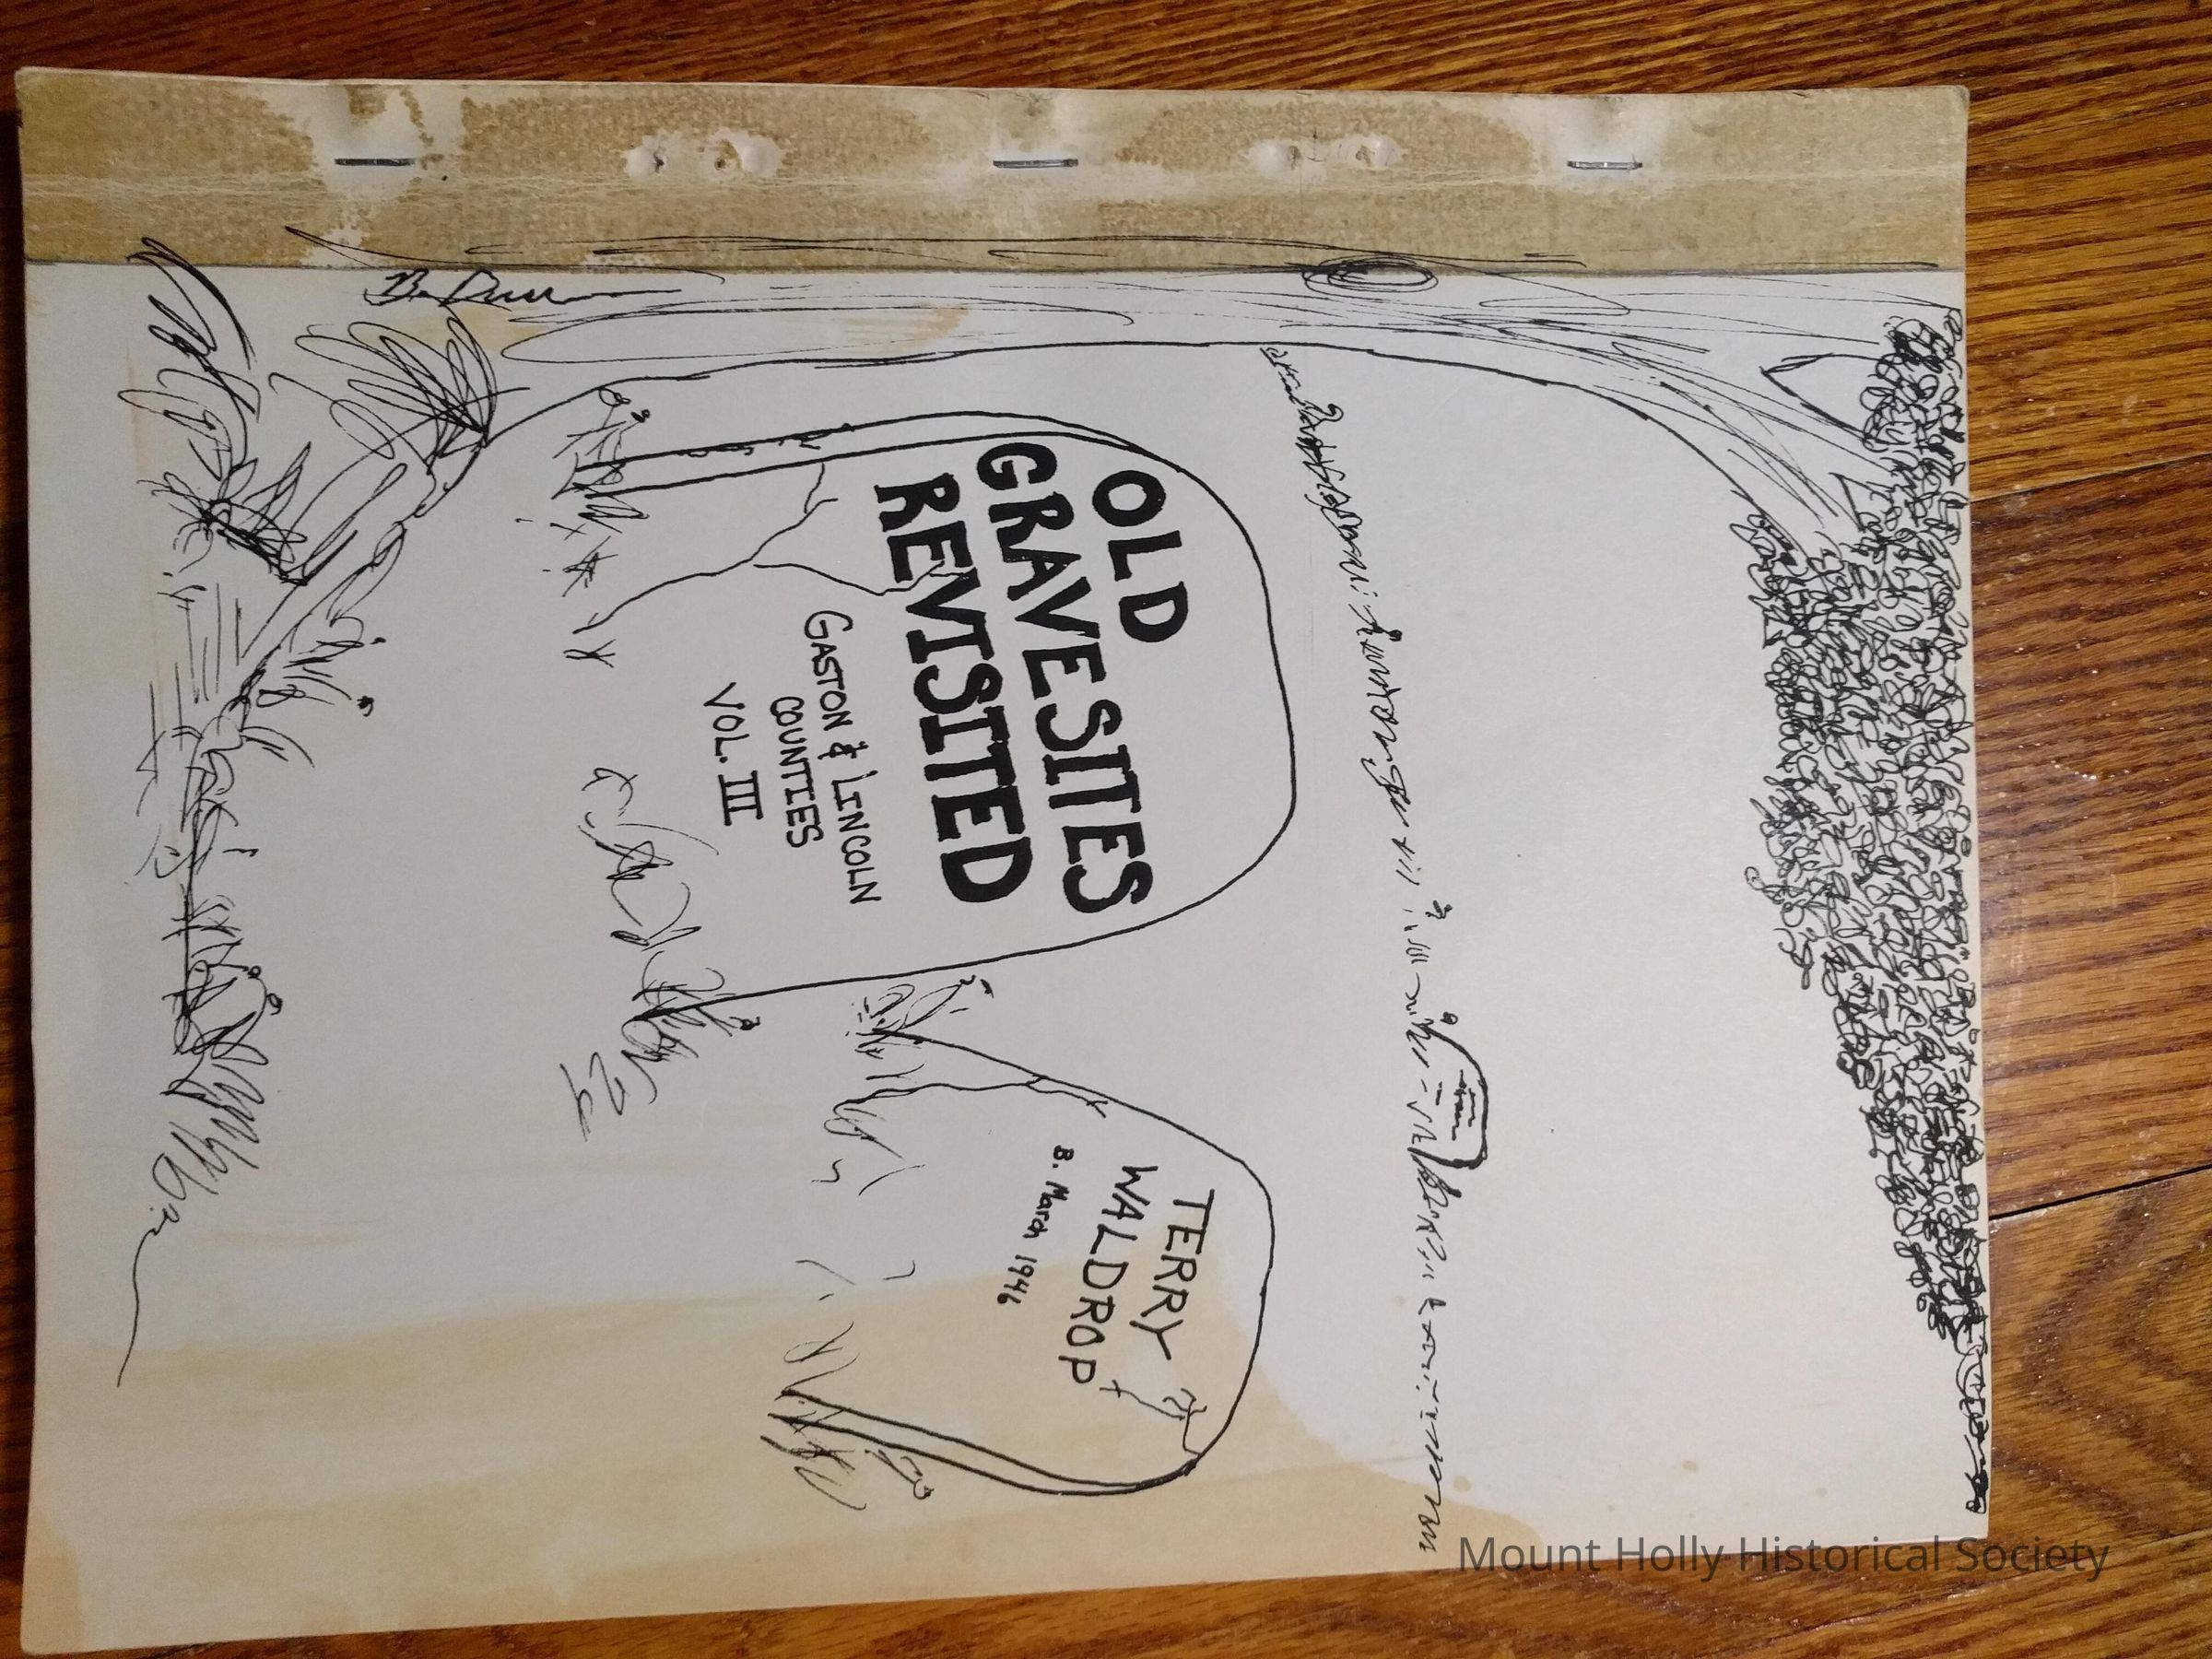 OLD
GRAVESITES
REVISITED
GASTON & LINCOLN
COUNTIES
VOL. III
TERRY
WALDROP
B. March 1946
Mount Holly Historical Society